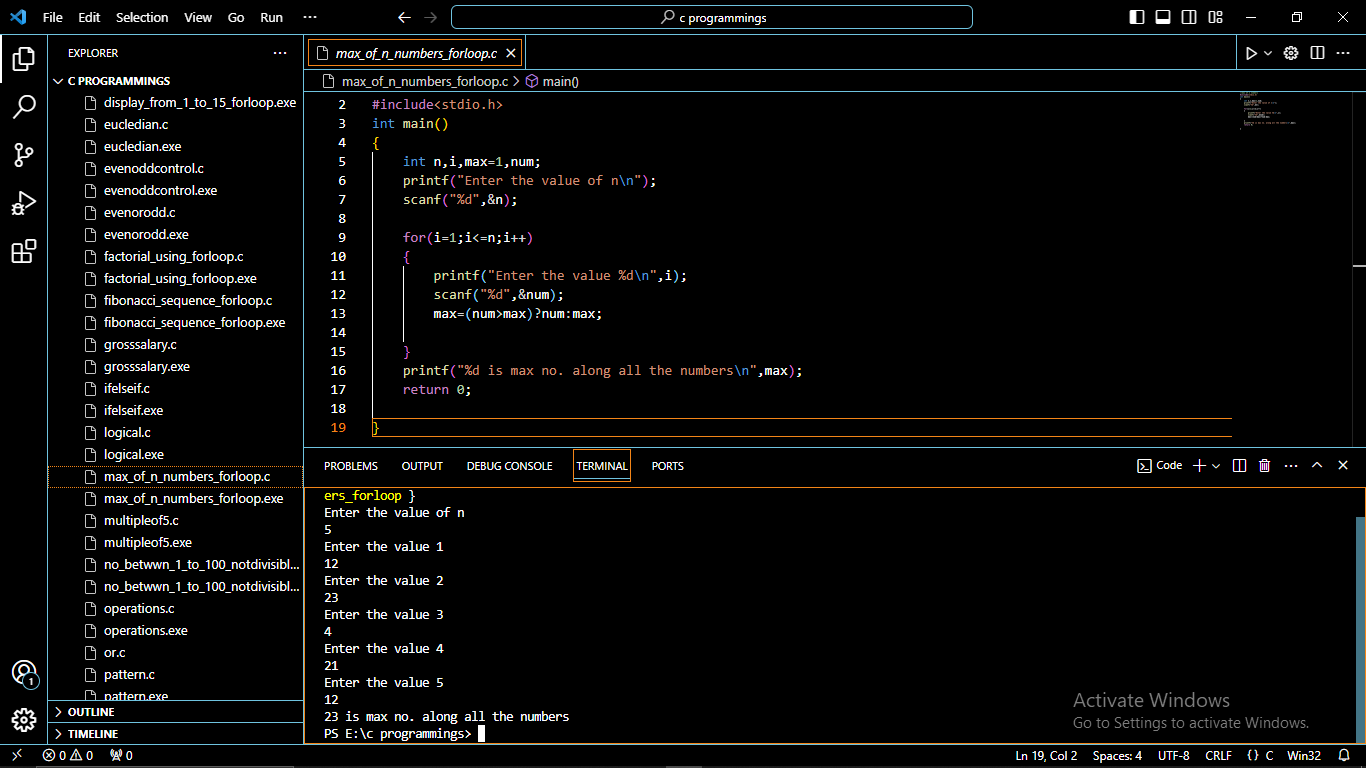 File Edit Selection View Go Run ···
c programmings
EXPLORER ···
C PROGRAMMINGS
display_from_1_to_15_forloop.exe
eucledian.c
eucledian.exe
evenoddcontrol.c
evenoddcontrol.exe
evenorodd.c
evenorodd.exe
factorial_using_forloop.c
factorial_using_forloop.exe
fibonacci_sequence_forloop.c
fibonacci_sequence_forloop.exe
grosssalary.c
grosssalary.exe
ifelseif.c
ifelseif.exe
logical.c
logical.exe
max_of_n_numbers_forloop.c
max_of_n_numbers_forloop.exe
multipleof5.c
multipleof5.exe
no_betwwn_1_to_100_notdivisibl...
no_betwwn_1_to_100_notdivisibl...
operations.c
operations.exe
or.c
pattern.c
pattern.exe
OUTLINE
TIMELINE
1
max_of_n_numbers_forloop.c
max_of_n_numbers_forloop.c > main()
2 #include<stdio.h>
3 int main()
4 {
5 int n,i,max=1,num;
6 printf("Enter the value of n\n");
7 scanf("%d",&n);
8
9 for(i=1;i<=n;i++)
10 {
11 printf("Enter the value %d\n",i);
12 scanf("%d",&num);
13 max=(num>max)?num:max;
14
15 }
16 printf("%d is max no. along all the numbers\n",max);
17 return 0;
18
19 }
PROBLEMS OUTPUT DEBUG CONSOLE TERMINAL PORTS Code
ers_forloop }
Enter the value of n
5
Enter the value 1
12
Enter the value 2
23
Enter the value 3
4
Enter the value 4
21
Enter the value 5
12
23 is max no. along all the numbers
PS E:\c programmings>
Activate Windows
Go to Settings to activate Windows.
0 0 0 Ln 19, Col 2 Spaces: 4 UTF-8 CRLF {} C Win32